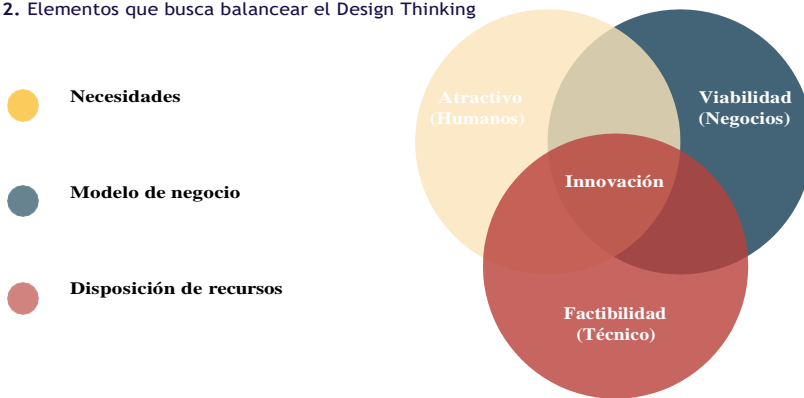 2. Elementos que busca balancear el Design Thinking
Necesidades
Modelo de negocio
Disposición de recursos
Atractivo
(Humanos)
Viabilidad
(Negocios)
Innovación
Factibilidad
(Técnico)